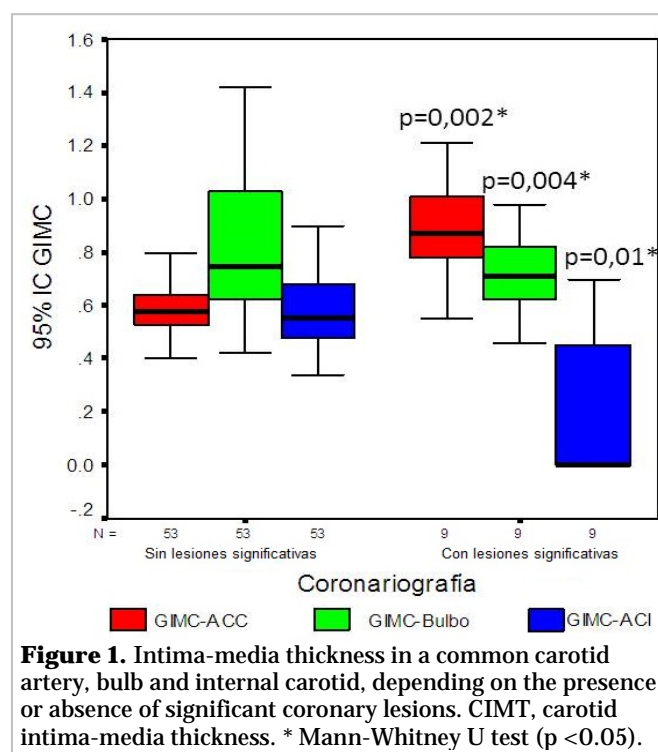 1.6
1.4
1.2
1.0
.8
.6
.4
.2
0.0
-.2
95% IC GIMC
p=0,002*
p=0,004*
p=0,01*
N = 53 53 53 9 9 9
Sin lesiones significativas Con lesiones significativas
Coronariografía
GIMC-ACC GIMC-Bulbo GIMC-ACI
Figure 1. Intima-media thickness in a common carotid
artery, bulb and internal carotid, depending on the presence
or absence of significant coronary lesions. CIMT, carotid
intima-media thickness. * Mann-Whitney U test (p <0.05).